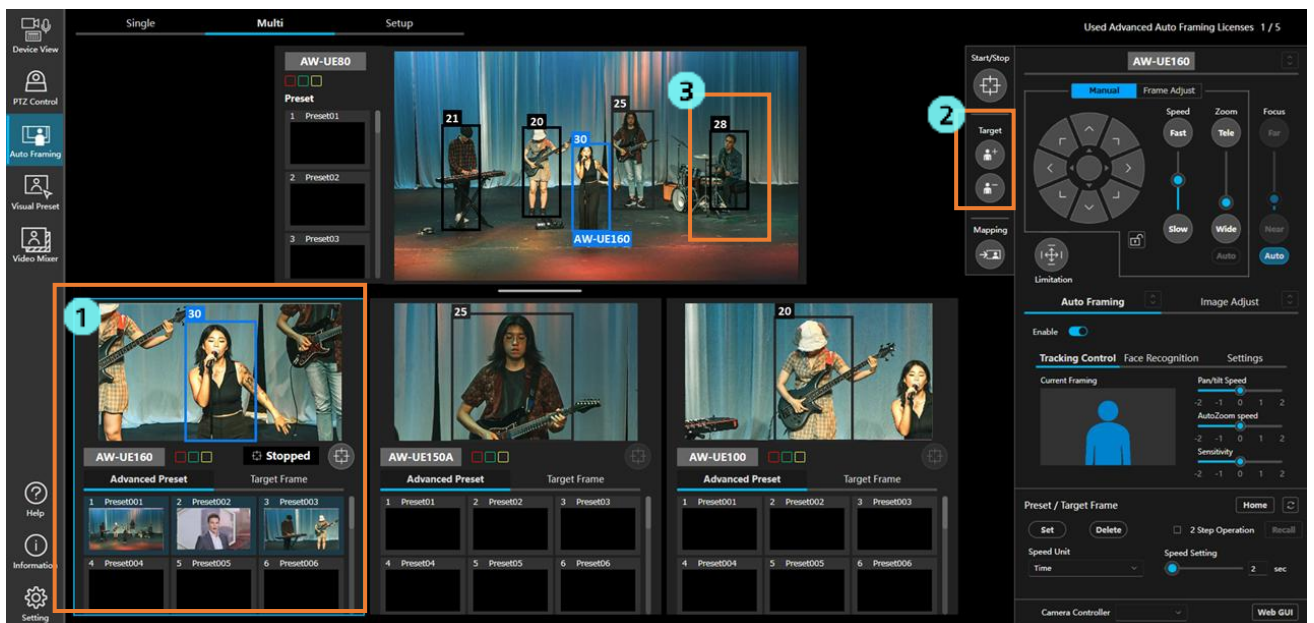 Single
Multi
Setup
Used Advanced Auto Framing Licenses 1 / 5
Device View
PTZ Control
Auto Framing
Visual Preset
Video Mixer
Help
Information
Setting
AW-UE80
Preset
1 Preset01
2 Preset02
3 Preset03
21
20
30
25
28
AW-UE160
3
2
Start/Stop
Target
Mapping
1
30
AW-UE160
Stopped
Advanced Preset
Target Frame
1 Preset001
2 Preset002
3 Preset003
4 Preset004
5 Preset005
6 Preset006
25
AW-UE150A
Advanced Preset
Target Frame
1 Preset01
2 Preset02
3 Preset03
4 Preset04
5 Preset05
6 Preset06
20
AW-UE100
Advanced Preset
Target Frame
1 Preset01
2 Preset02
3 Preset03
4 Preset04
5 Preset05
6 Preset06
AW-UE160
Manual
Frame Adjust
Speed
Zoom
Focus
Fast
Tele
Far
Slow
Wide
Near
Auto
Auto
Limitation
Auto Framing
Image Adjust
Enable
Tracking Control
Face Recognition
Settings
Current Framing
Pan/tilt Speed
-2 -1 0 1 2
AutoZoom speed
-2 -1 0 1 2
Sensitivity
-2 -1 0 1 2
Preset / Target Frame
Home
Set
Delete
2 Step Operation
Recall
Speed Unit
Speed Setting
Time
2 sec
Camera Controller
Web GUI